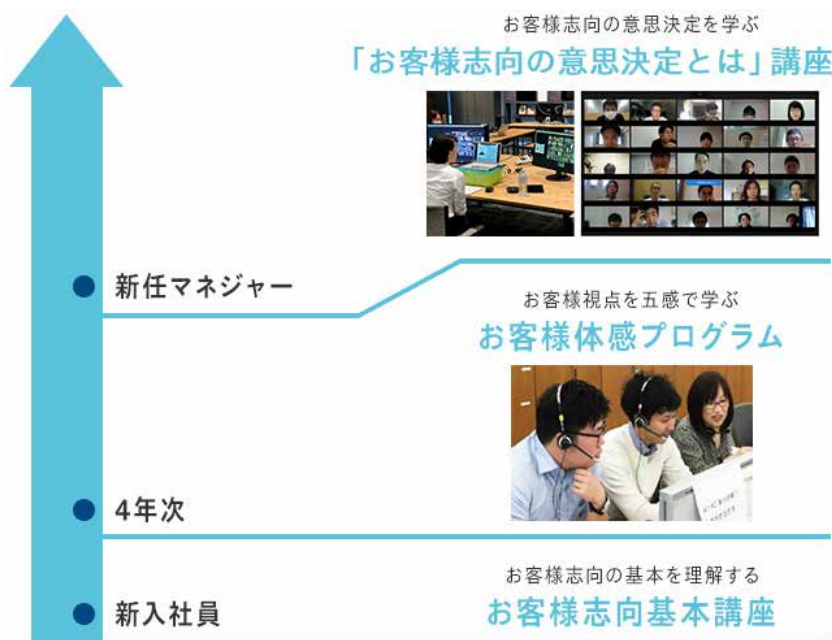 お客様志向の意思決定を学ぶ
「お客様志向の意思決定とは」講座
新任マネジャー
お客様視点を五感で学ぶ
お客様体感プログラム
4年次
お客様志向の基本を理解する
新入社員
お客様志向基本講座